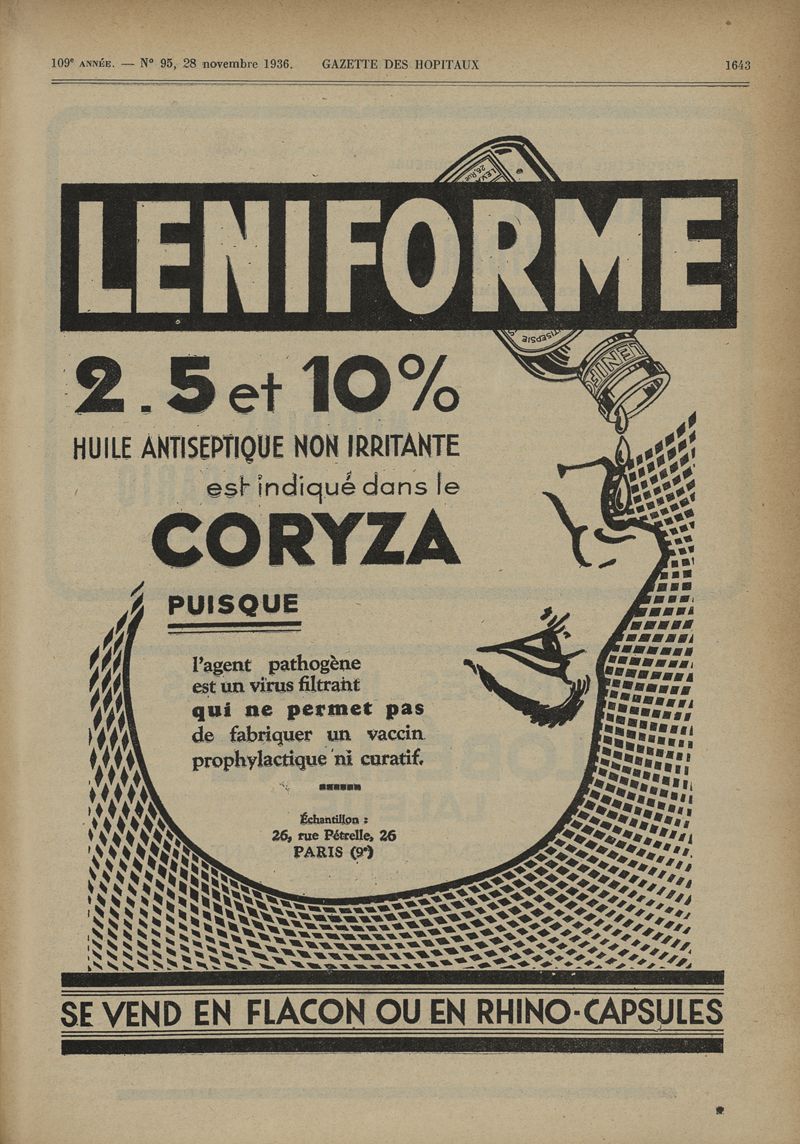 109e ANNÉE. — N° 95, 28 novembre 1936. GAZETTE DES HOPITAUX 1643
LENIFORME
2.5 et 10%
HUILE ANTISEPTIQUE NON IRRITANTE
est indiqué dans le
CORYZA
PUISQUE
l'agent pathogène
est un virus filtrant
qui ne permet pas
de fabriquer un vaccin
prophylactique ni curatif.
Échantillon :
26, rue Pétrelle, 26
PARIS (9e)
SE VEND EN FLACON OU EN RHINO-CAPSULES